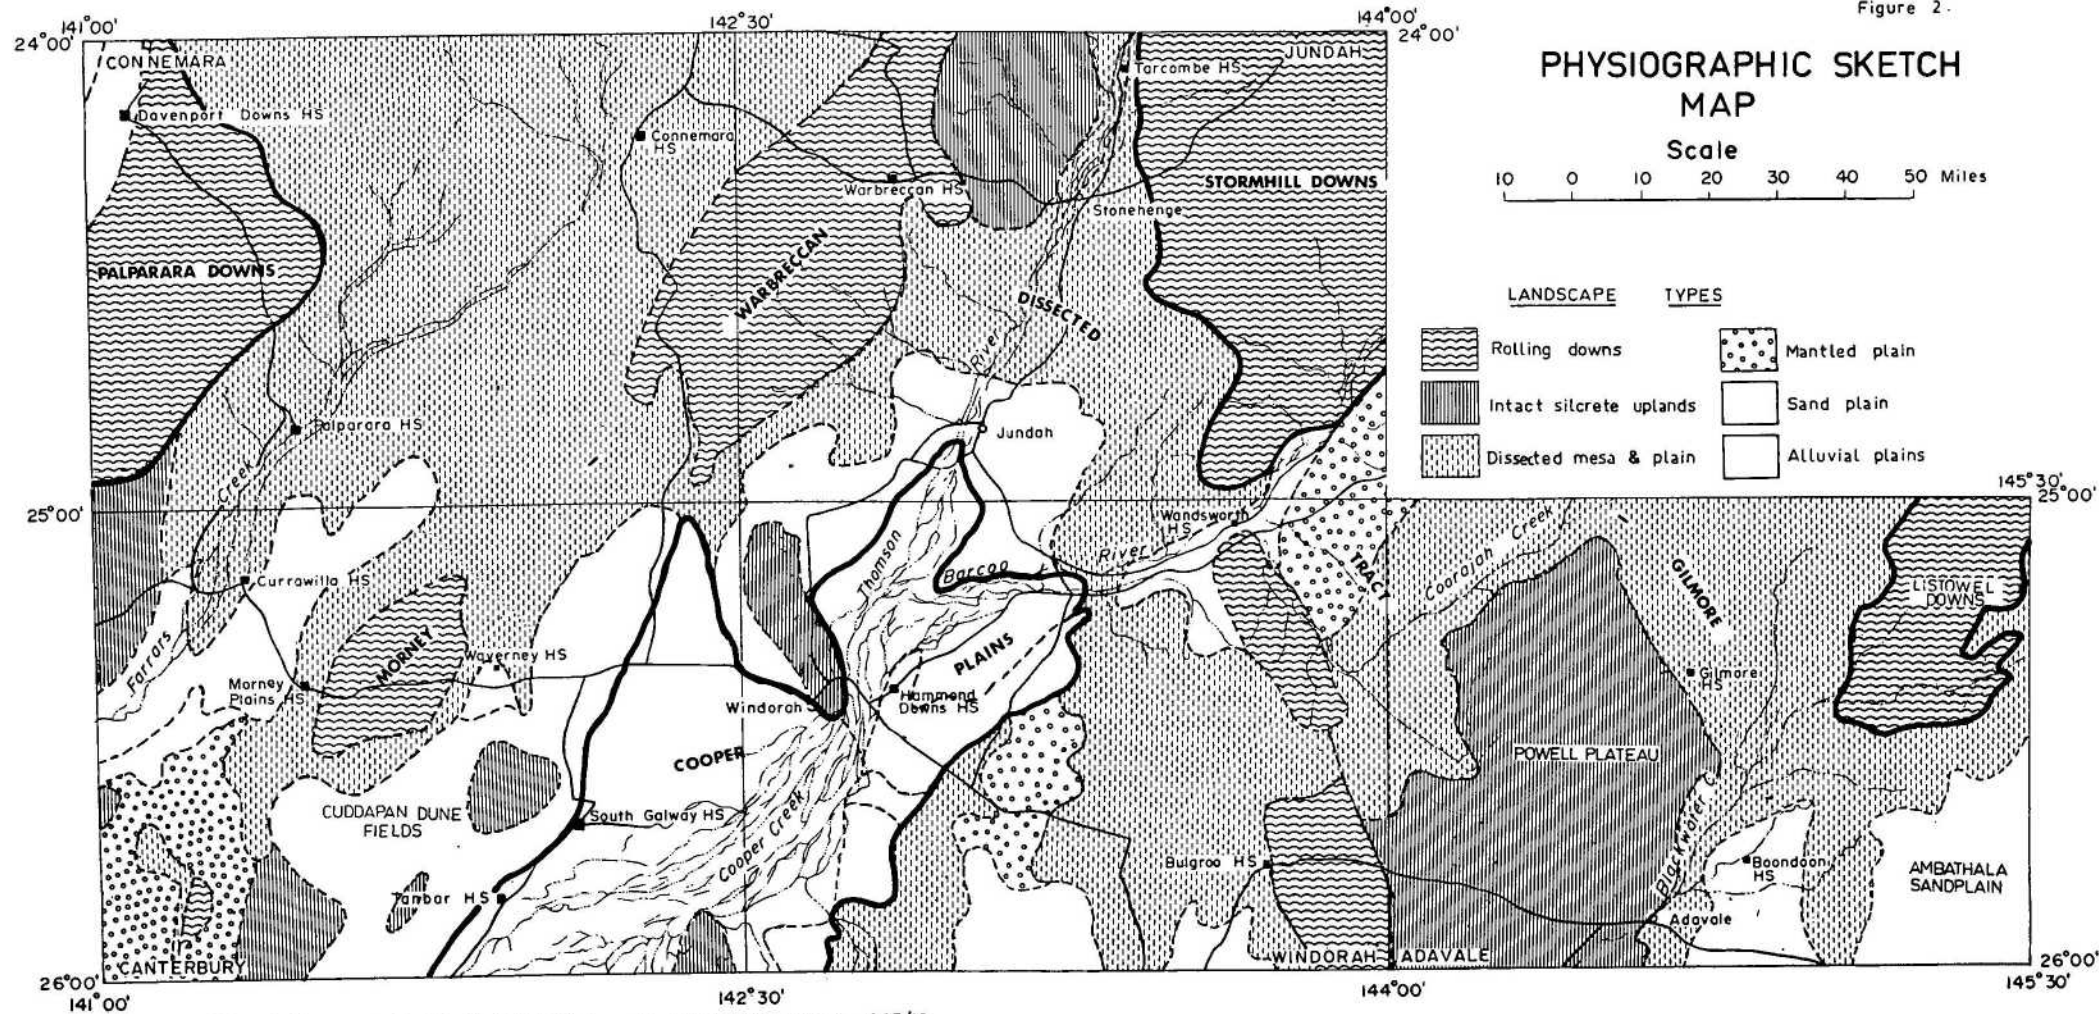 Figure 2.
PHYSIOGRAPHIC SKETCH
MAP
Scale
10 0 10 20 30 40 50 Miles
LANDSCAPE TYPES
Rolling downs
Mantled plain
Intact silcrete uplands
Sand plain
Dissected mesa & plain
Alluvial plains
141°00'
142°30'
144°00'
24°00'
24°00'
CONNEMARA
JUNDAH
Tarcombe HS
Davenport Downs HS
Connemara
HS
Warbreccan HS
STORMHILL DOWNS
Stonehenge
PALPARARA DOWNS
WARBRECCAN
DISSECTED
River
Palparara HS
Jundah
Creek
145°30'
25°00'
25°00'
Wandsworth
HS
Coorajah Creek
River
Thomson
Barcoo
TRACT
GILMORE
LISTOWEL
DOWNS
Currawilla HS
Farrars
MORNEY
Waverney HS
PLAINS
Gilmore
HS
Morney
Plains HS
Windorah
Hammond
Downs HS
COOPER
POWELL PLATEAU
CUDDAPAN DUNE
FIELDS
South Galway HS
Cooper Creek
Blackwater C
Bulgroo HS
Boondoon
HS
AMBATHALA
SANDPLAIN
Tanbar HS
Adavale
CANTERBURY
WINDORAH
ADAVALE
26°00'
26°00'
141°00'
142°30'
144°00'
145°30'